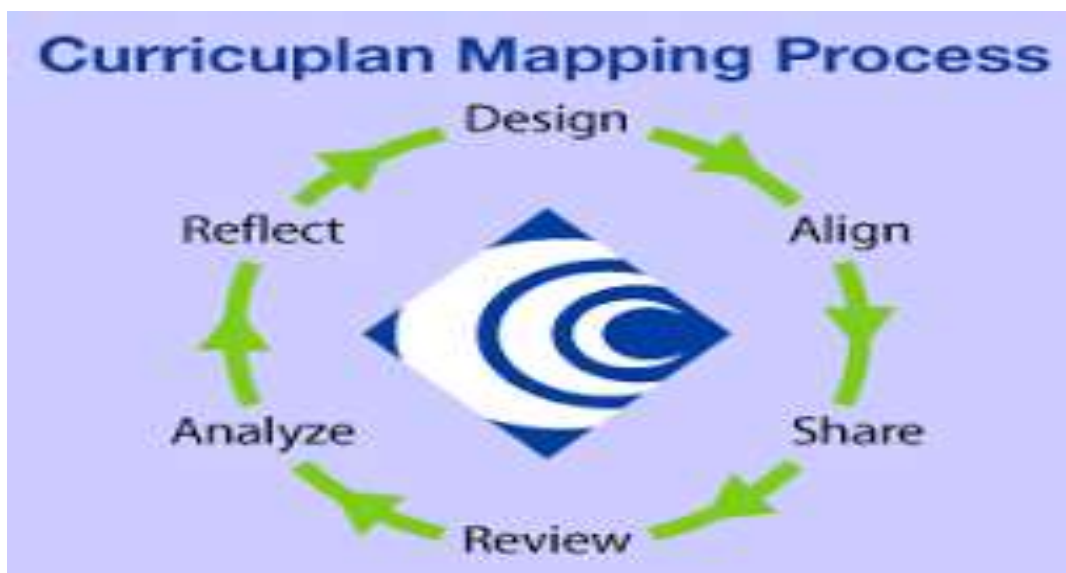 Curricuplan Mapping Process
Design
Align
Share
Review
Analyze
Reflect